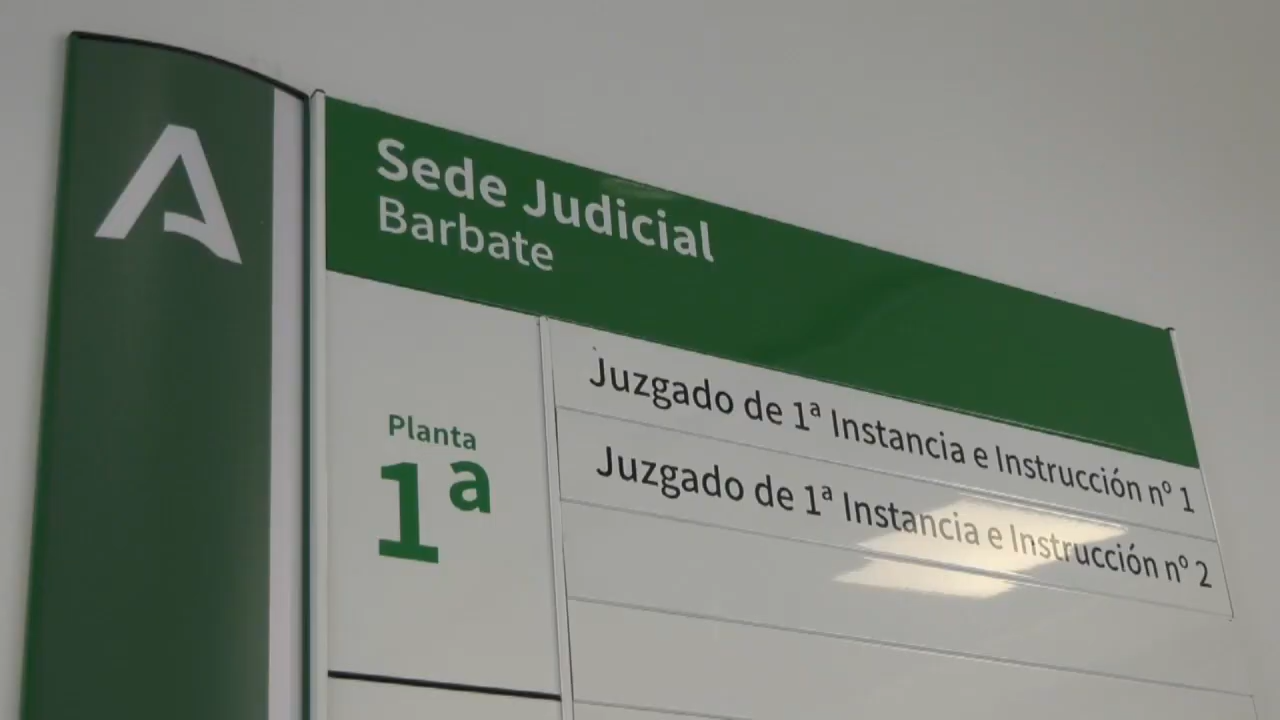 Sede Judicial
Barbate
Planta
1ª
Juzgado de 1ª Instancia e Instrucción nº 1
Juzgado de 1ª Instancia e Instrucción nº 2